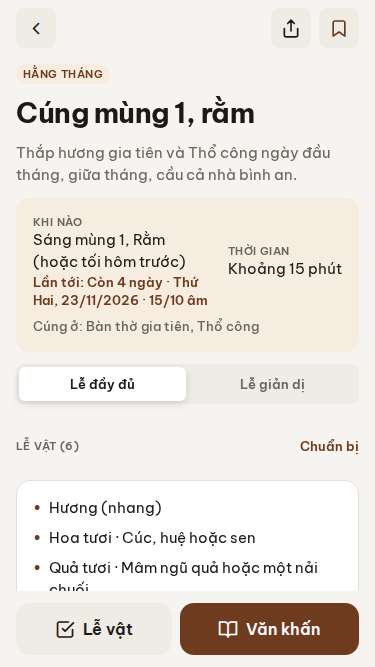 HẰNG THÁNG
Cúng mùng 1, rằm
Thắp hương gia tiên và Thổ công ngày đầu
tháng, giữa tháng, cầu cả nhà bình an.
KHI NÀO
Sáng mùng 1, Rằm
(hoặc tối hôm trước)
Lần tới: Còn 4 ngày · Thứ
Hai, 23/11/2026 · 15/10 âm
THỜI GIAN
Khoảng 15 phút
Cúng ở: Bàn thờ gia tiên, Thổ công
Lễ đầy đủ
Lễ giản dị
LỄ VẬT (6)
Chuẩn bị
• Hương (nhang)
• Hoa tươi · Cúc, huệ hoặc sen
• Quả tươi · Mâm ngũ quả hoặc một nải
chuối
Lễ vật
Văn khấn